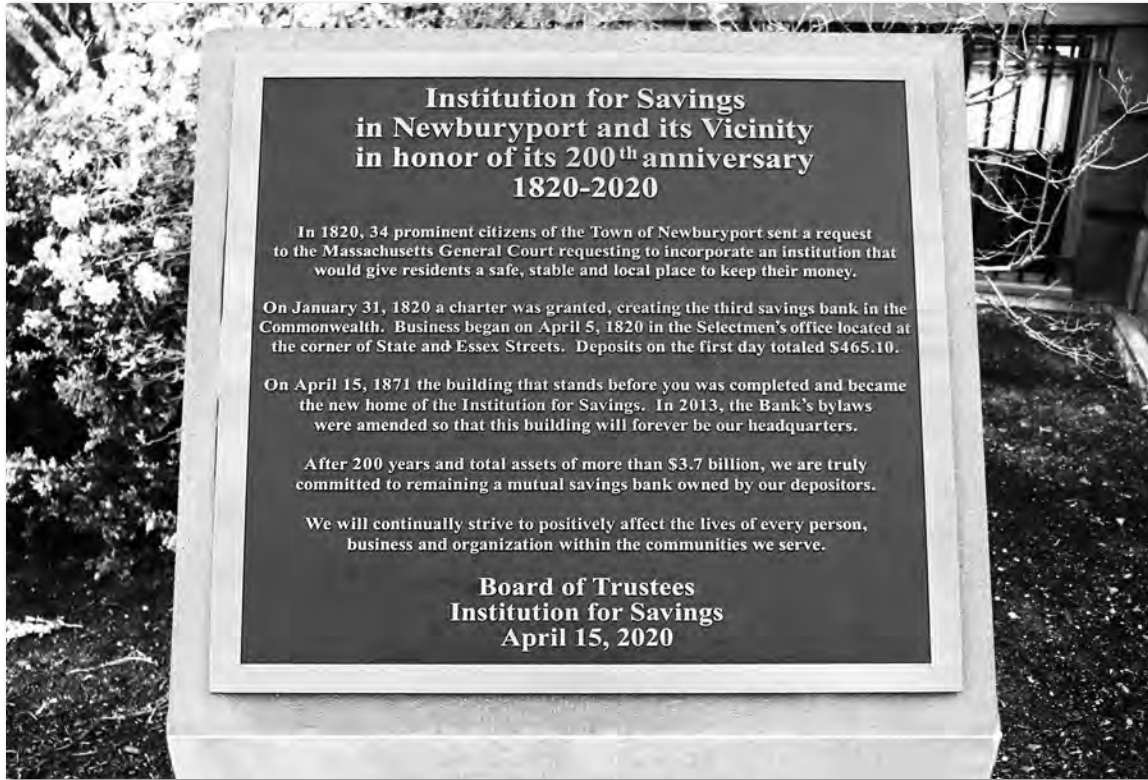 Institution for Savings
in Newburyport and its Vicinity
in honor of its 200th anniversary
1820-2020
In 1820, 34 prominent citizens of the Town of Newburyport sent a request
to the Massachusetts General Court requesting to incorporate an institution that
would give residents a safe, stable and local place to keep their money.
On January 31, 1820 a charter was granted, creating the third savings bank in the
Commonwealth. Business began on April 5, 1820 in the Selectmen's office located at
the corner of State and Essex Streets. Deposits on the first day totaled $465.10.
On April 15, 1871 the building that stands before you was completed and became
the new home of the Institution for Savings. In 2013, the Bank's bylaws
were amended so that this building will forever be our headquarters.
After 200 years and total assets of more than $3.7 billion, we are truly
committed to remaining a mutual savings bank owned by our depositors.
We will continually strive to positively affect the lives of every person,
business and organization within the communities we serve.
Board of Trustees
Institution for Savings
April 15, 2020